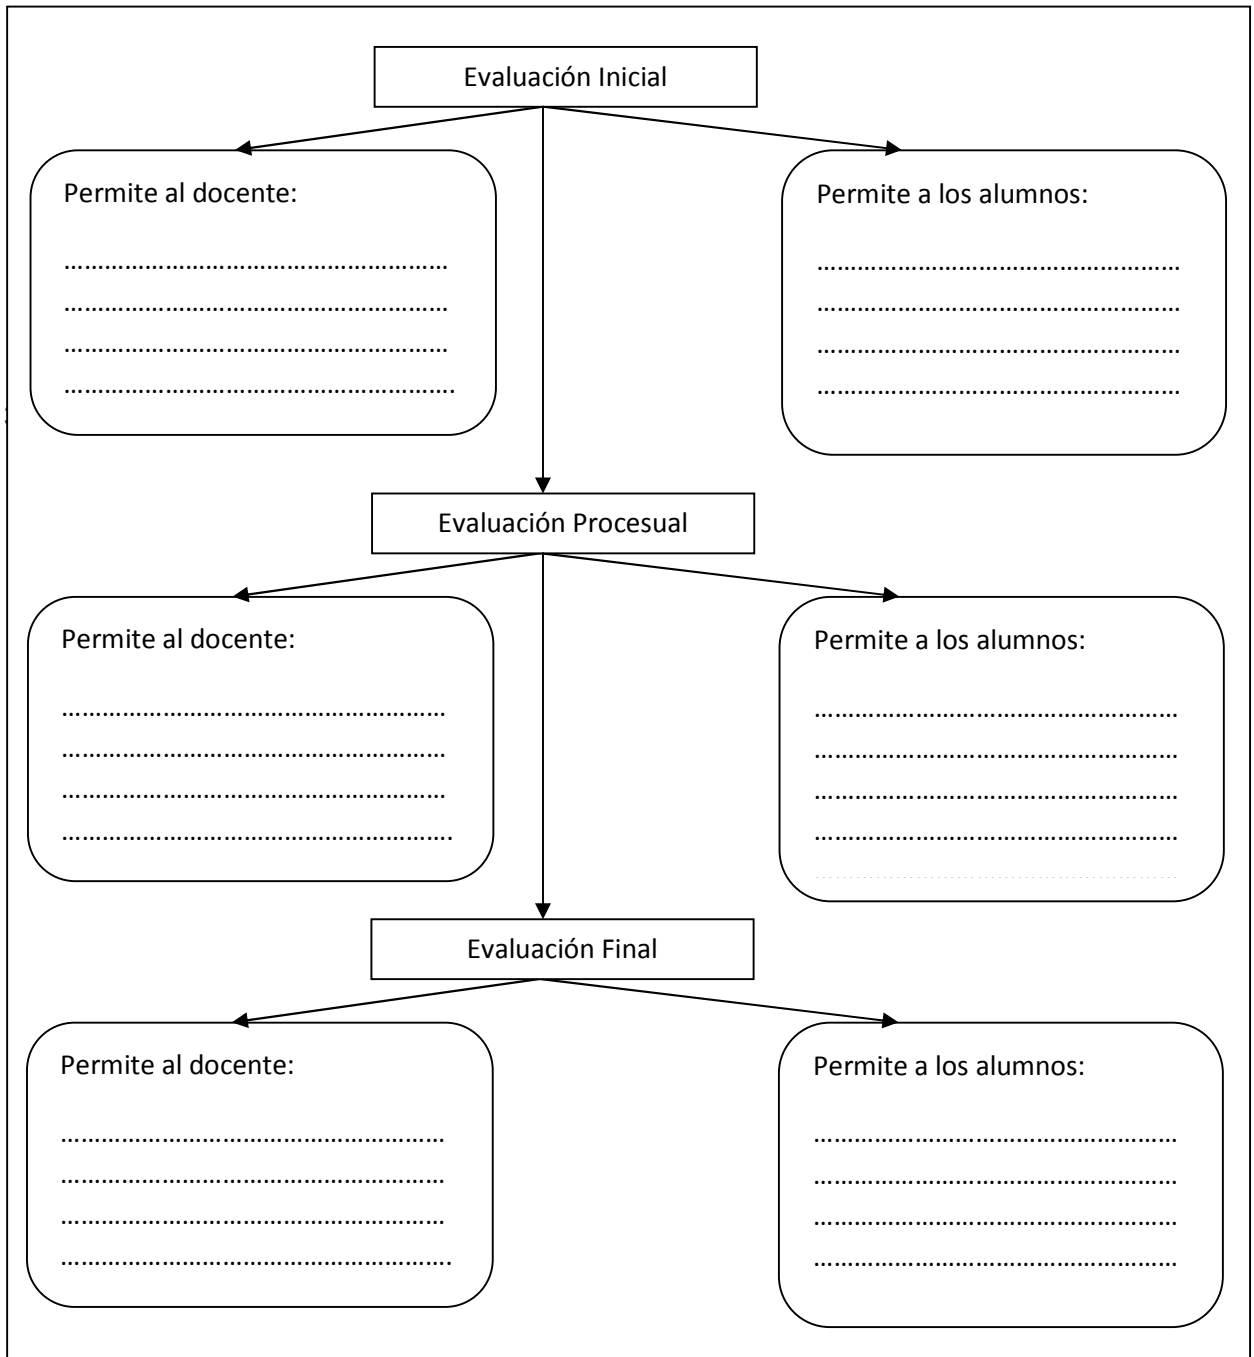 Evaluación Inicial
Permite al docente:
……………………………………………………
……………………………………………………
……………………………………………………
…………………………………………………….
Permite a los alumnos:
…………………………………………………
…………………………………………………
…………………………………………………
…………………………………………………
Evaluación Procesual
Permite al docente:
……………………………………………………
……………………………………………………
……………………………………………………
…………………………………………………….
Permite a los alumnos:
…………………………………………………
…………………………………………………
…………………………………………………
…………………………………………………
…………………………………………………
Evaluación Final
Permite al docente:
……………………………………………………
……………………………………………………
……………………………………………………
…………………………………………………….
Permite a los alumnos:
…………………………………………………
…………………………………………………
…………………………………………………
…………………………………………………